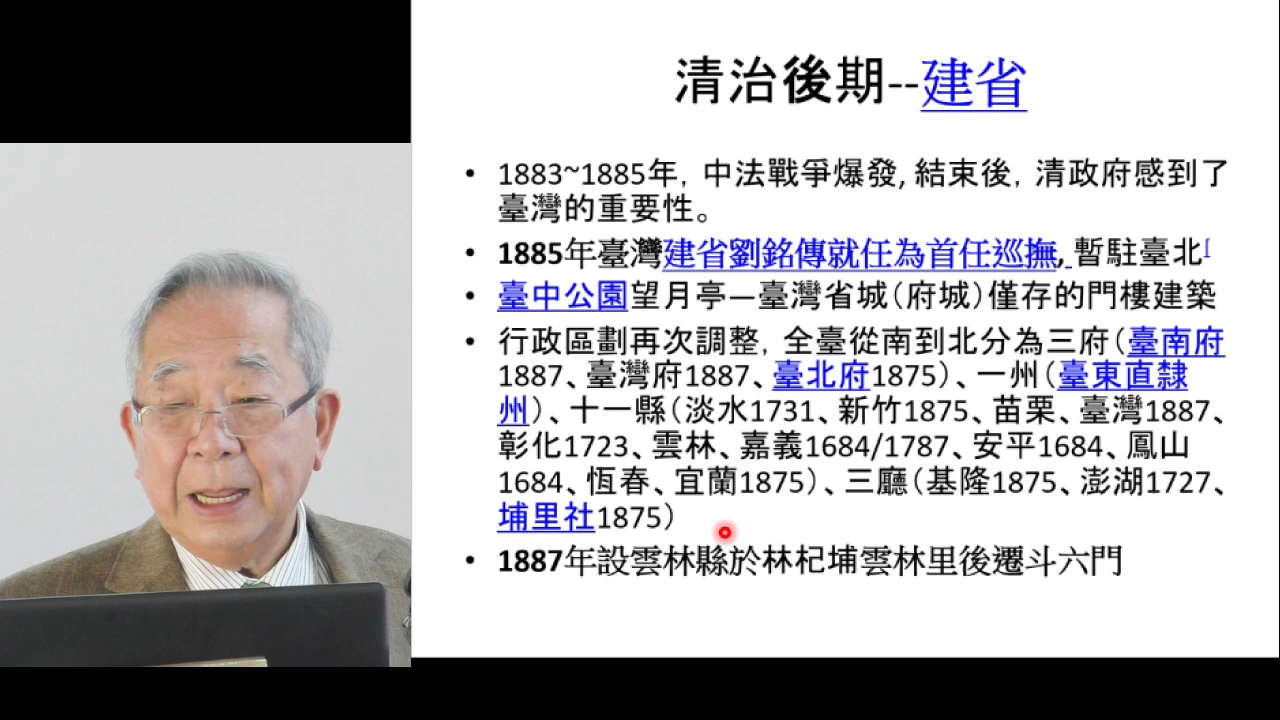 清治後期--建省
• 1883~1885年，中法戰爭爆發, 結束後，清政府感到了
臺灣的重要性。
• 1885年臺灣建省劉銘傳就任為首任巡撫, 暫駐臺北[
• 臺中公園望月亭—臺灣省城（府城）僅存的門樓建築
• 行政區劃再次調整，全臺從南到北分為三府（臺南府
1887、臺灣府1887、臺北府1875）、一州（臺東直隸
州）、十一縣（淡水1731、新竹1875、苗栗、臺灣1887、
彰化1723、雲林、嘉義1684/1787、安平1684、鳳山
1684、恆春、宜蘭1875）、三廳（基隆1875、澎湖1727、
埔里社1875）
• 1887年設雲林縣於林杞埔雲林里後遷斗六門